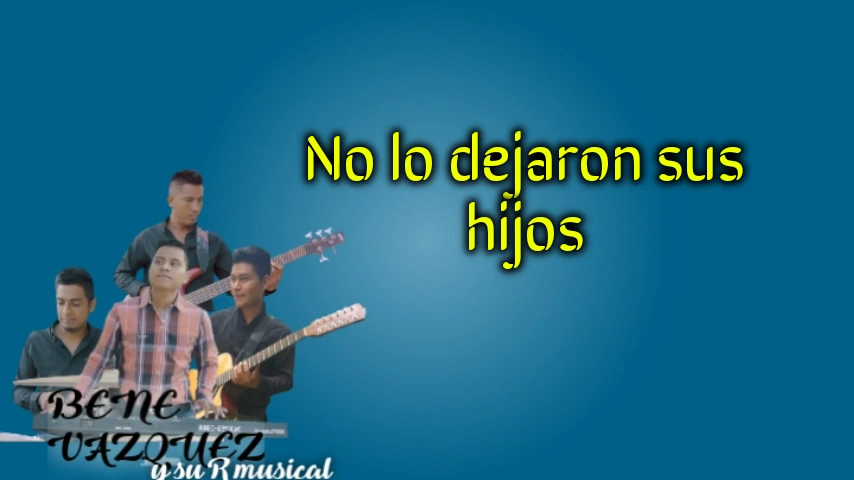 No lo dejaron sus
hijos
BENE
VAZQUEZ
y su R musical